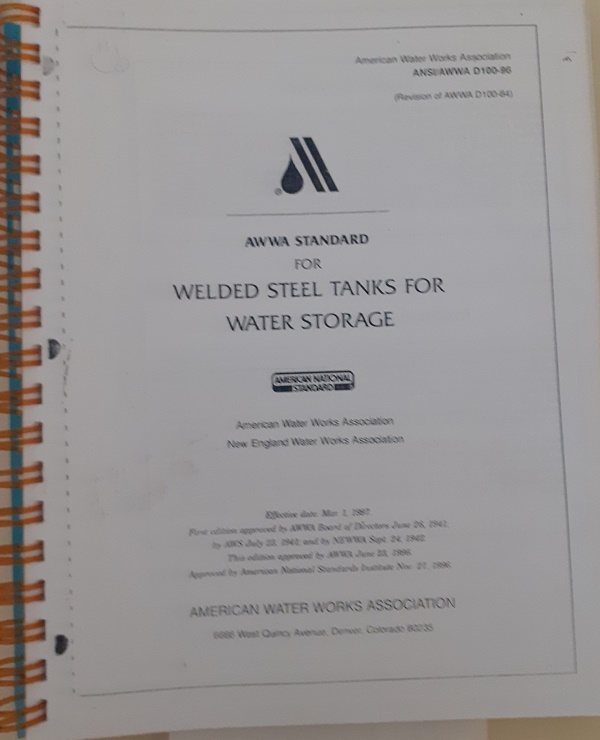 American Water Works Association
ANSI/AWWA D100-96
(Revision of AWWA D100-84)
AWWA STANDARD
FOR
WELDED STEEL TANKS FOR
WATER STORAGE
AMERICAN NATIONAL
STANDARD
American Water Works Association
New England Water Works Association
Effective date: Mar 1, 1997.
First edition approved by AWWA Board of Directors June 26, 1941,
by AWS July 23, 1941, and by NEWWA Sept. 24, 1940.
This edition approved by AWWA June 23, 1996.
Approved by American National Standards Institute Nov. 27, 1996.
AMERICAN WATER WORKS ASSOCIATION
6666 West Quincy Avenue, Denver, Colorado 80235